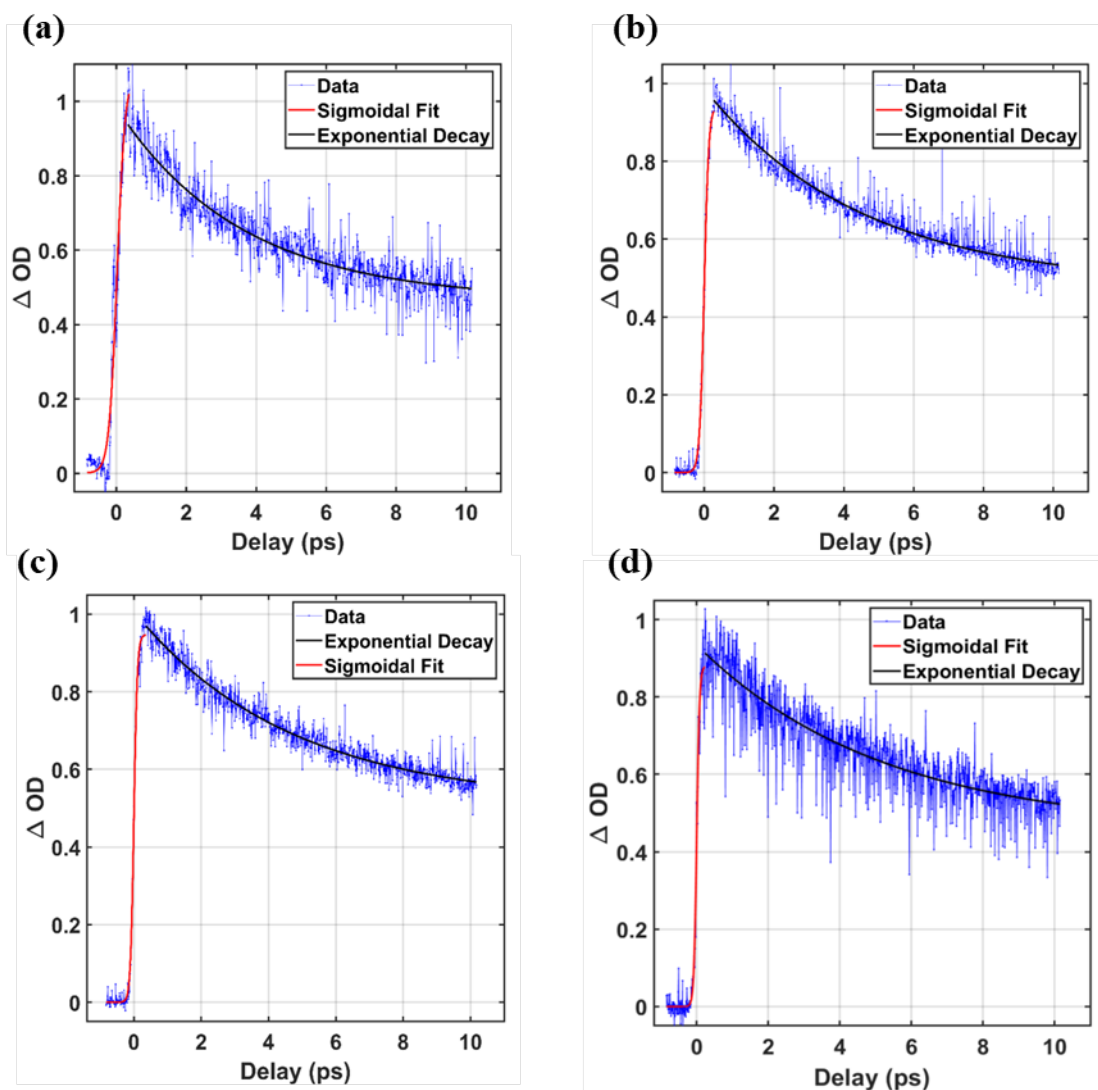 (a)
Data
Sigmoidal Fit
Exponential Decay
1
0.8
0.6
0.4
0.2
0
Δ OD
0 2 4 6 8 10
Delay (ps)
(b)
Data
Sigmoidal Fit
Exponential Decay
1
0.8
0.6
0.4
0.2
0
Δ OD
0 2 4 6 8 10
Delay (ps)
(c)
Data
Exponential Decay
Sigmoidal Fit
1
0.8
0.6
0.4
0.2
0
Δ OD
0 2 4 6 8 10
Delay (ps)
(d)
Data
Sigmoidal Fit
Exponential Decay
1
0.8
0.6
0.4
0.2
0
Δ OD
0 2 4 6 8 10
Delay (ps)